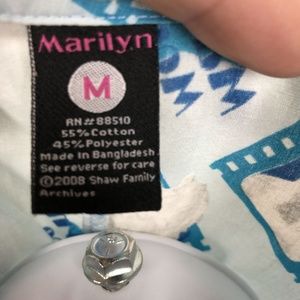 Marilyn
M
RN#88510
55% Cotton
45% Polyester
Made in Bangladesh
See reverse for care
©2008 Shaw Family
Archives